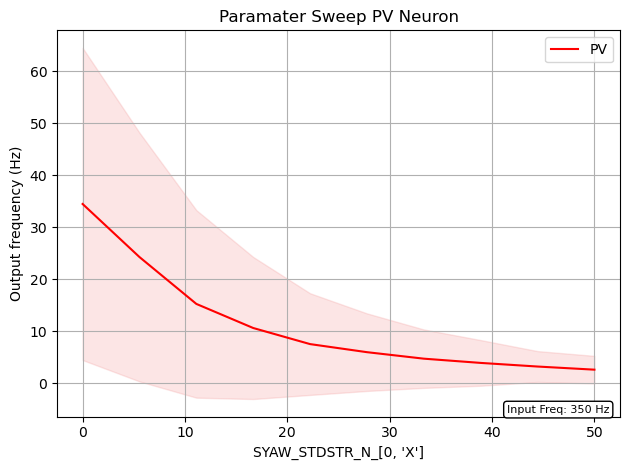 Paramater Sweep PV Neuron
PV
Output frequency (Hz)
60
50
40
30
20
10
0
Input Freq: 350 Hz
0 10 20 30 40 50
SYAW_STDSTR_N_[0, 'X']